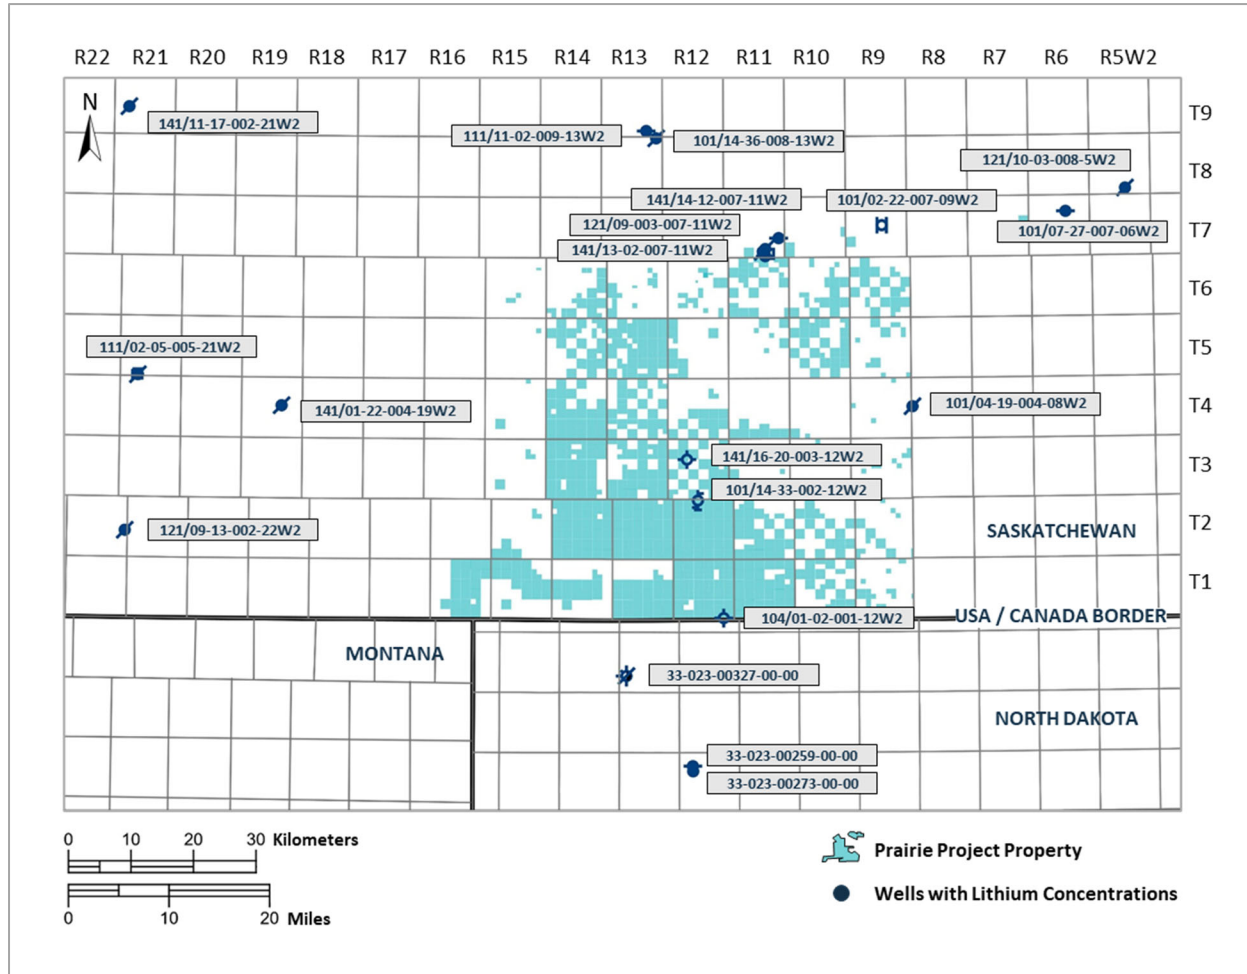 R22 R21 R20 R19 R18 R17 R16 R15 R14 R13 R12 R11 R10 R9 R8 R7 R6 R5W2
N
T9
141/11-17-002-21W2
111/11-02-009-13W2
101/14-36-008-13W2
121/10-03-008-5W2
T8
141/14-12-007-11W2
101/02-22-007-09W2
121/09-003-007-11W2
T7
101/07-27-007-06W2
141/13-02-007-11W2
T6
111/02-05-005-21W2
T5
141/01-22-004-19W2
101/04-19-004-08W2
T4
141/16-20-003-12W2
T3
101/14-33-002-12W2
121/09-13-002-22W2
SASKATCHEWAN
T2
T1
104/01-02-001-12W2
USA / CANADA BORDER
MONTANA
33-023-00327-00-00
NORTH DAKOTA
33-023-00259-00-00
33-023-00273-00-00
0 10 20 30 Kilometers
0 10 20 Miles
Prairie Project Property
Wells with Lithium Concentrations